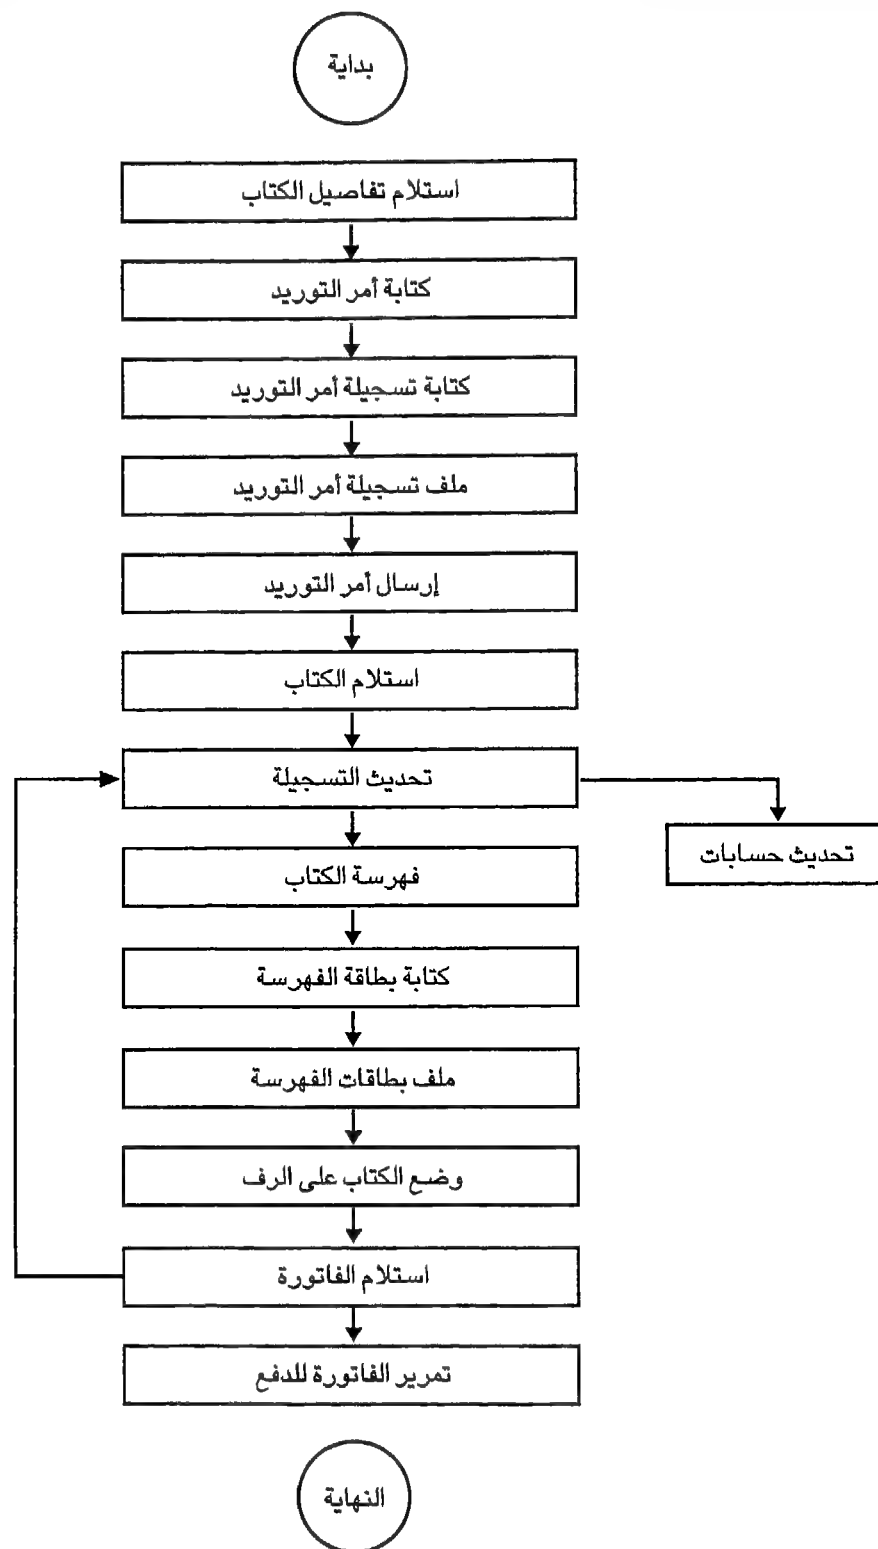 بداية
استلام تفاصيل الكتاب
كتابة أمر التوريد
كتابة تسجيلة أمر التوريد
ملف تسجيلة أمر التوريد
إرسال أمر التوريد
استلام الكتاب
تحديث التسجيلة
تحديث حسابات
فهرسة الكتاب
كتابة بطاقة الفهرسة
ملف بطاقات الفهرسة
وضع الكتاب على الرف
استلام الفاتورة
تمرير الفاتورة للدفع
النهاية